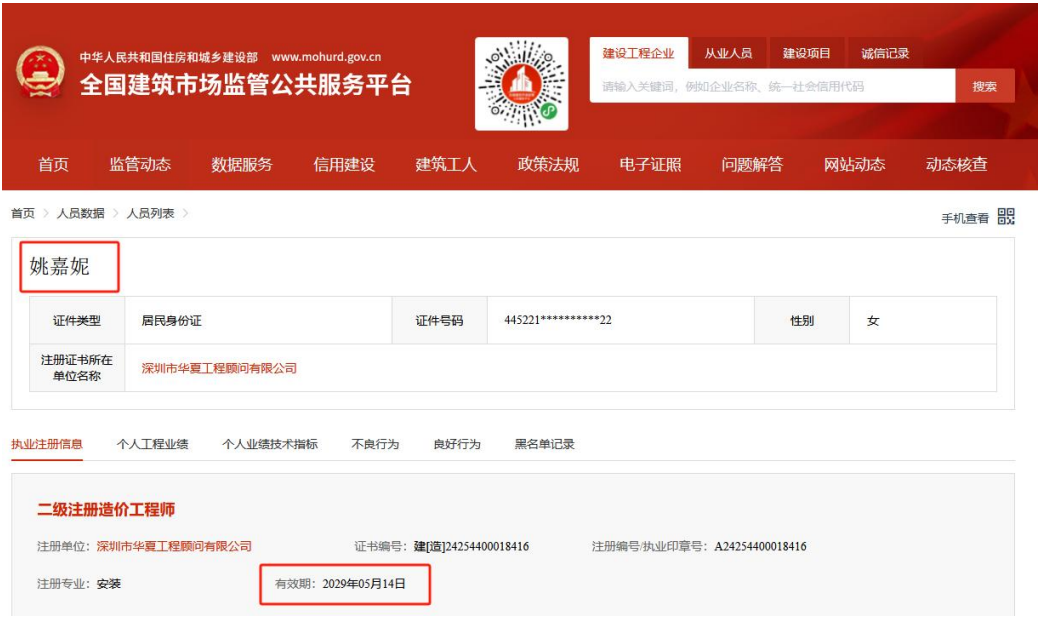 中华人民共和国住房和城乡建设部 www.mohurd.gov.cn
全国建筑市场监管公共服务平台
建设工程企业 从业人员 建设项目 诚信记录
请输入关键词，例如企业名称、统一社会信用代码 搜索
首页 监管动态 数据服务 信用建设 建筑工人 政策法规 电子证照 问题解答 网站动态 动态核查
首页 > 人员数据 > 人员列表 >
手机查看
姚嘉妮
证件类型 居民身份证 证件号码 445221**********22 性别 女
注册证书所在单位名称 深圳市华夏工程顾问有限公司
执业注册信息 个人工程业绩 个人业绩技术指标 不良行为 良好行为 黑名单记录
二级注册造价工程师
注册单位：深圳市华夏工程顾问有限公司 证书编号：建[造]24254400018416 注册编号/执业印章号：A24254400018416
注册专业：安装 有效期：2029年05月14日